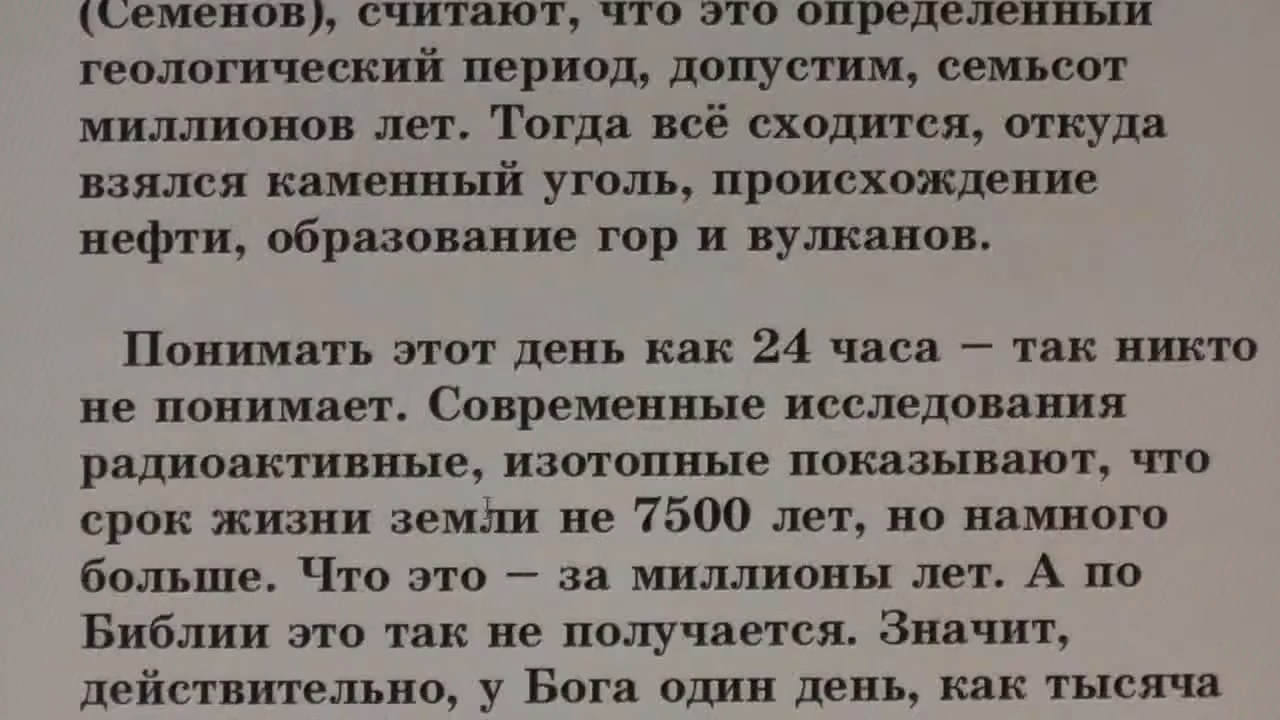 (Семенов), считают, что это определенный
геологический период, допустим, семьсот
миллионов лет. Тогда всё сходится, откуда
взялся каменный уголь, происхождение
нефти, образование гор и вулканов.
Понимать этот день как 24 часа – так никто
не понимает. Современные исследования
радиоактивные, изотопные показывают, что
срок жизни земли не 7500 лет, но намного
больше. Что это – за миллионы лет. А по
Библии это так не получается. Значит,
действительно, у Бога один день, как тысяча